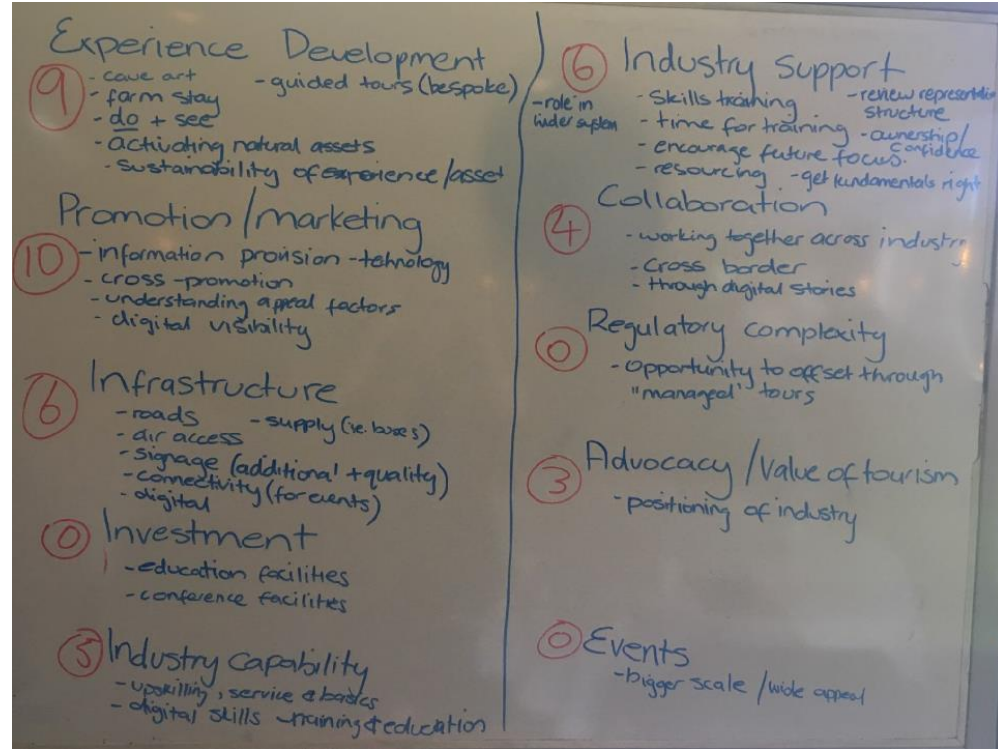 Experience Development
9
- cave art
- guided tours (bespoke)
- farm stay
- do + see
- activating natural assets
- sustainability of experience/asset
Promotion/marketing
10
- information provision - tehnology
- cross-promotion
- understanding appeal factors
- digital visibility
Infrastructure
6
- roads
- supply (ie. buses)
- air access
- signage (additional + quality)
- connectivity (for events)
- digital
0
Investment
- education facilities
- conference facilities
Industry capability
- upskilling, service & basics
- digital skills - training & education
6
Industry support
- role in
wider system
- skills training
- review representation
structure
- time for training
- ownership/
confidence
- encourage future focus.
- resourcing
- get fundamentals right
Collaboration
4
- working together across industry
- cross border
- through digital stories
Regulatory complexity
0
- opportunity to offset through
"managed" tours
Advocacy/Value of tourism
3
- positioning of industry
0
Events
- bigger scale / wide appeal